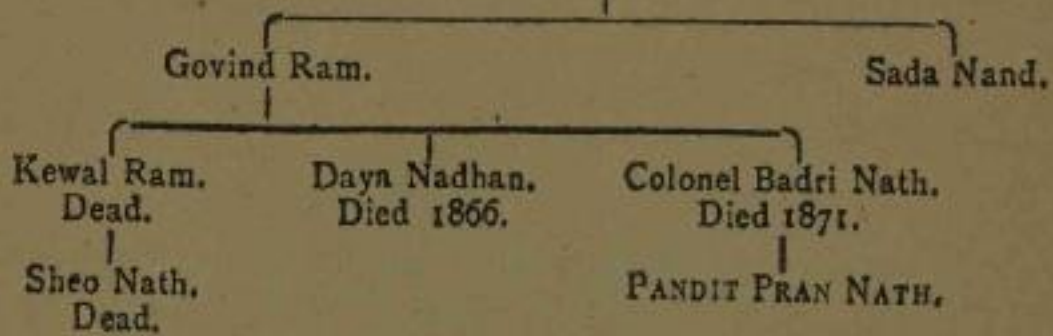 Govind Ram. Sada Nand.
Kewal Ram. Daya Nadhan. Colonel Badri Nath.
Dead. Died 1866. Died 1871.
Sheo Nath. PANDIT PRAN NATH.
Dead.